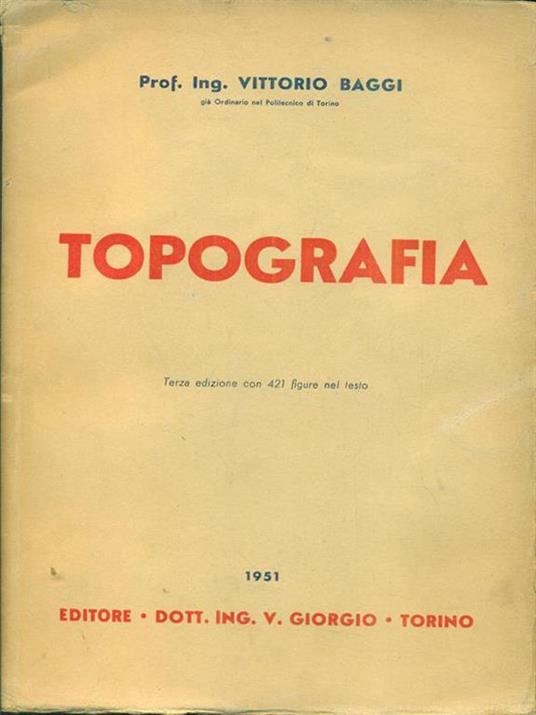 Prof. Ing. VITTORIO BAGGI
già Ordinario nel Politecnico di Torino
TOPOGRAFIA
Terza edizione con 421 figure nel testo
1951
EDITORE • DOTT. ING. V. GIORGIO • TORINO